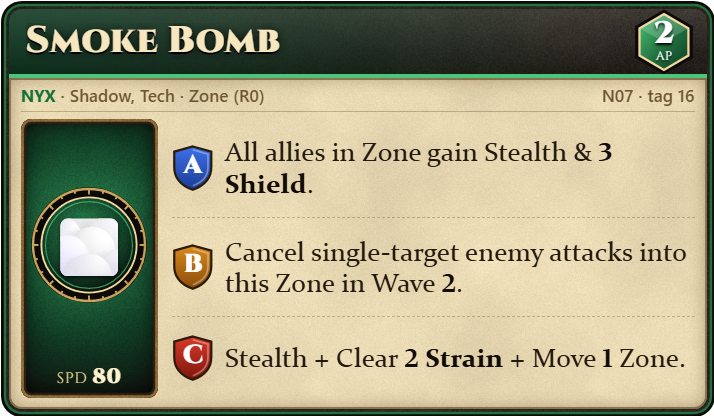 SMOKE BOMB
2
AP
NYX · Shadow, Tech · Zone (R0)
N07 · tag 16
A
All allies in Zone gain Stealth & 3
Shield.
B
Cancel single-target enemy attacks into
this Zone in Wave 2.
C
Stealth + Clear 2 Strain + Move 1 Zone.
SPD 80